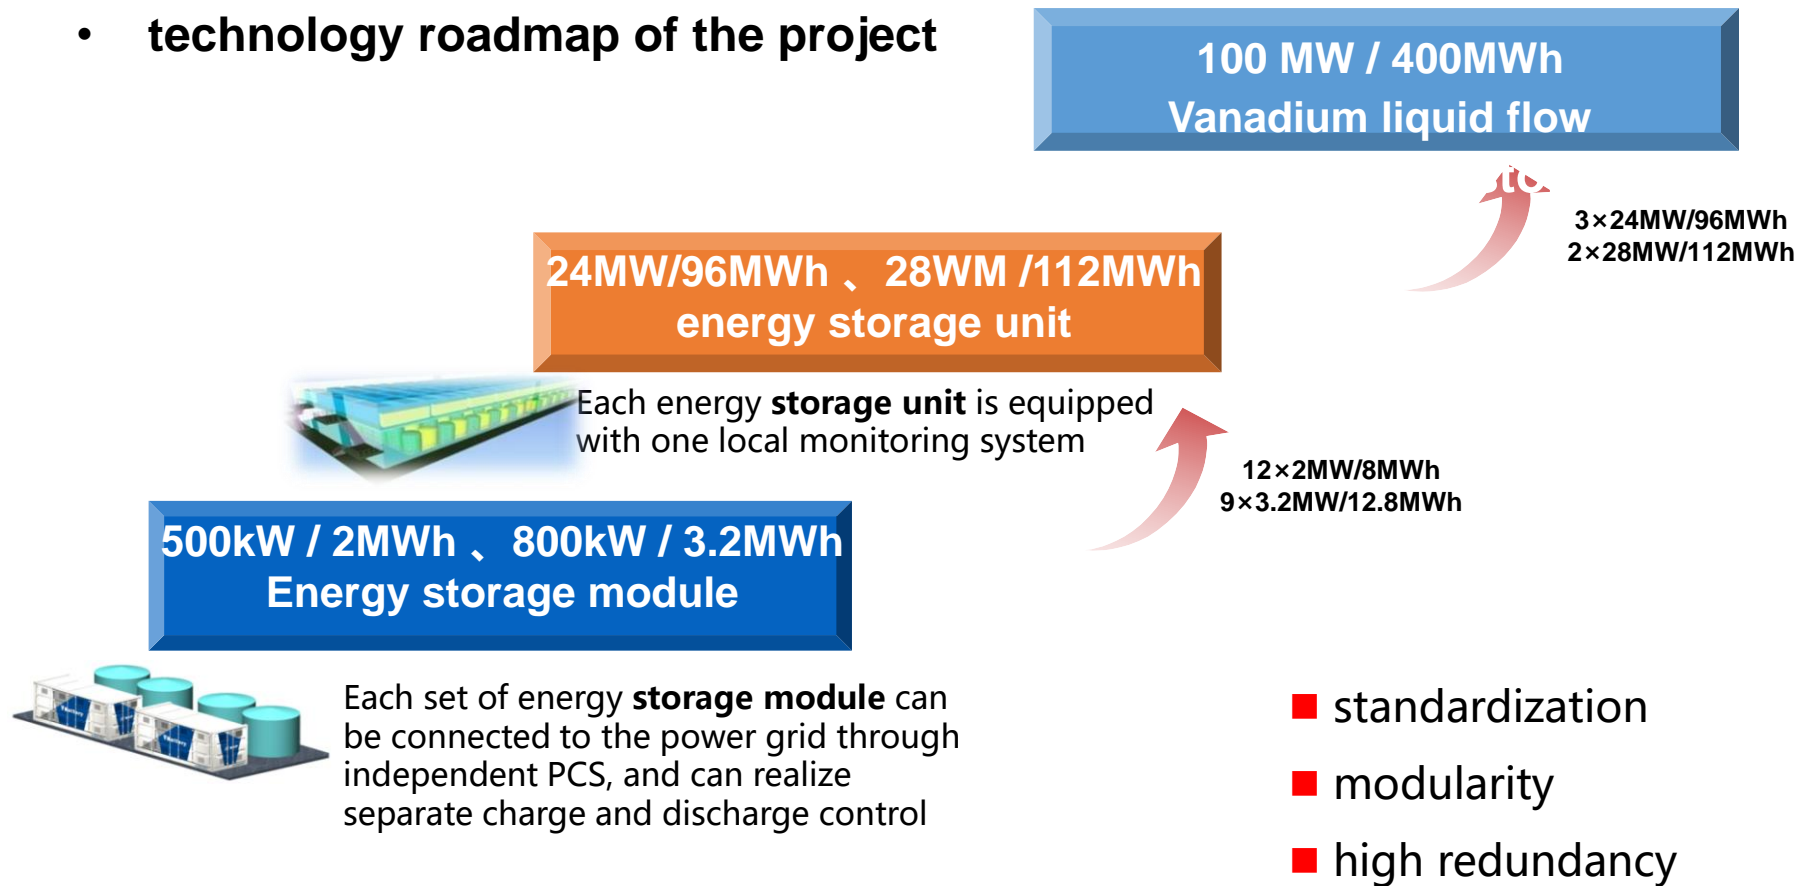 • technology roadmap of the project
100 MW / 400MWh
Vanadium liquid flow
sto
3×24MW/96MWh
2×28MW/112MWh
24MW/96MWh 、28WM /112MWh
energy storage unit
Each energy storage unit is equipped
with one local monitoring system
12×2MW/8MWh
9×3.2MW/12.8MWh
500kW / 2MWh 、800kW / 3.2MWh
Energy storage module
Each set of energy storage module can
be connected to the power grid through
independent PCS, and can realize
separate charge and discharge control
■ standardization
■ modularity
■ high redundancy